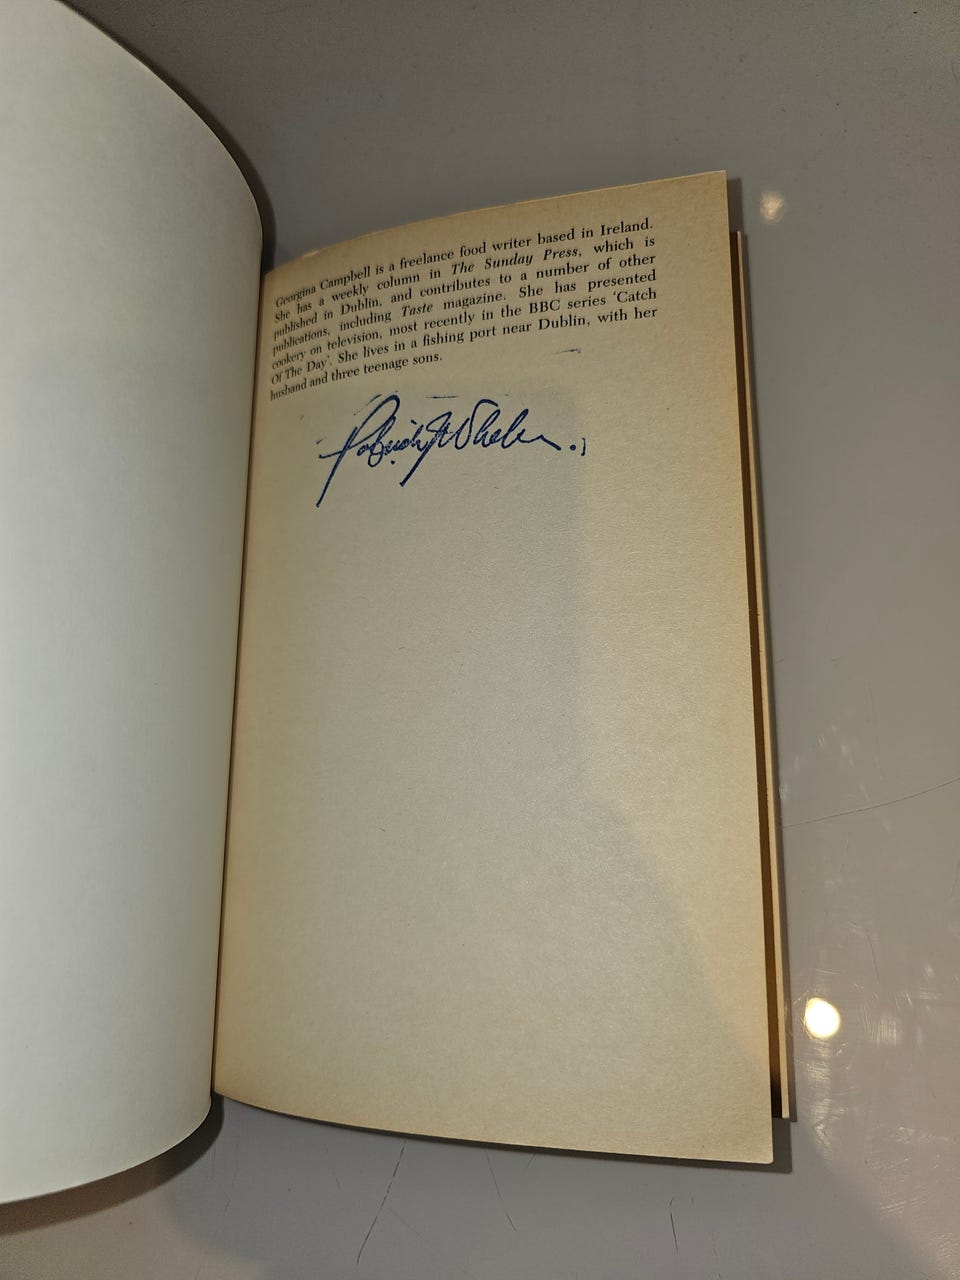 Georgina Campbell is a freelance food writer based in Ireland.
She has a weekly column in The Sunday Press, which is
published in Dublin, and contributes to a number of other
publications, including Taste magazine. She has presented
cookery on television, most recently in the BBC series 'Catch
Of The Day'. She lives in a fishing port near Dublin, with her
husband and three teenage sons.